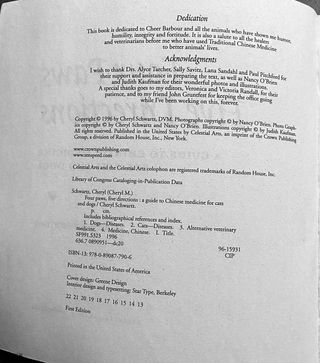 Dedication
This book is dedicated to Cheer Barbour and all the animals who have shown me humor,
humility, integrity and fortitude. It is also a salute to all the healers
and veterinarians before me who have used Traditional Chinese Medicine
to better animals' lives.
Acknowledgments
I wish to thank Drs. Alyce Tarcher, Sally Savitz, Lana Sandahl and Paul Pitchford for
their support and assistance in preparing the text, as well as Nancy O'Brien
and Judith Kaufman for their wonderful photos and illustrations.
A special thanks goes to my editors, Veronica and Victoria Randall, for their
patience, and to my friend John Grunefest for keeping the office going
while I've been working on this, forever.
Copyright © 1996 by Cheryl Schwartz, DVM. Photographs copyright © by Nancy O'Brien. Photo Graph-
ics copyright © by Cheryl Schwartz and Nancy O'Brien. Illustrations copyright © by Judith Kaufman.
All rights reserved. Published in the United States by Celestial Arts, an imprint of the Crown Publishing
Group, a division of Random House, Inc., New York.
www.crownpublishing.com
www.tenspeed.com
Celestial Arts and the Celestial Arts colophon are registered trademarks of Random House, Inc.
Library of Congress Cataloging-in-Publication Data
Schwartz, Cheryl (Cheryl M.)
Four paws, five directions : a guide to Chinese medicine for cats
and dogs / Cheryl Schwartz.
p. cm.
Includes bibliographical references and index.
1. Dogs—Diseases. 2. Cats—Diseases. 3. Alternative veterinary
medicine. 4. Medicine, Chinese. I. Title.
SF991.S323 1996
636.7 0895951—dc20
96-15931
CIP
ISBN-13: 978-0-89087-790-6
Printed in the United States of America
Cover design: Greene Design
Interior design and typesetting: Star Type, Berkeley
22 21 20 19 18 17 16 15 14 13
First Edition